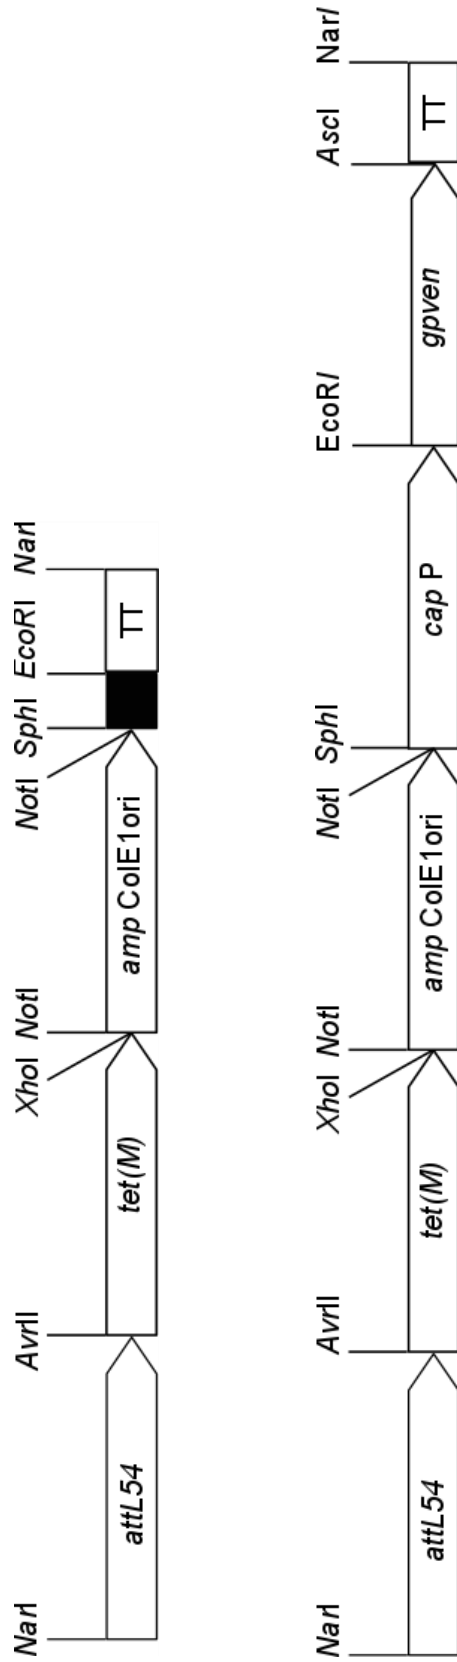 NarI AvrII XhoI NotI NotI SphI EcoRI NarI
attL54 tet(M) amp ColE1ori TT
NarI AvrII XhoI NotI NotI SphI EcoRI AscI NarI
attL54 tet(M) amp ColE1ori cap P gpven TT